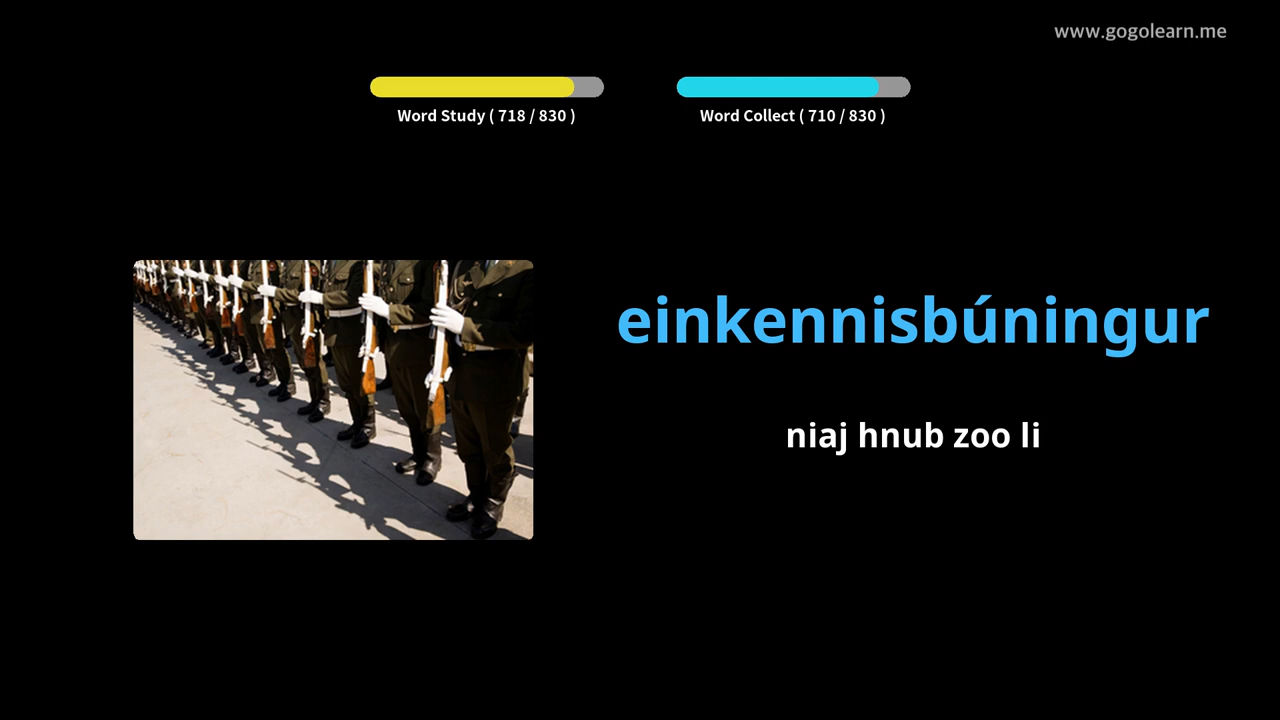 www.gogolearn.me
Word Study ( 718 / 830 )
Word Collect ( 710 / 830 )
einkennisbúningur
niaj hnub zoo li